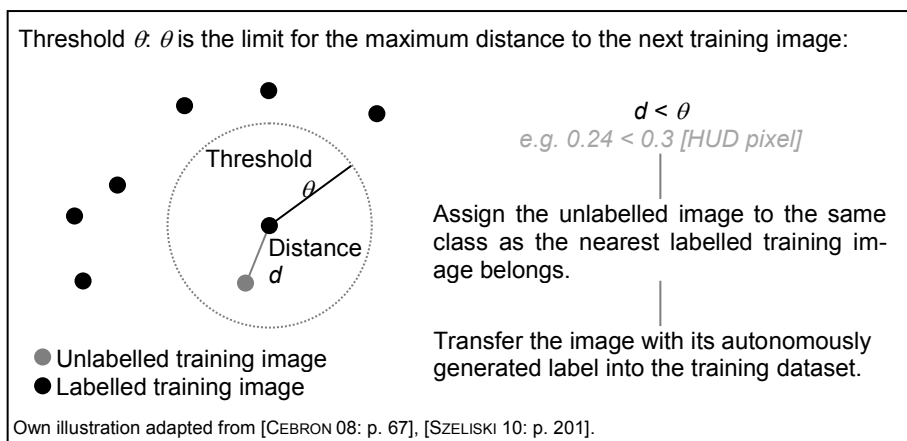 Threshold θ: θ is the limit for the maximum distance to the next training image:
Threshold
θ
Distance
d
Unlabelled training image
Labelled training image
d < θ
e.g. 0.24 < 0.3 [HUD pixel]
Assign the unlabelled image to the same
class as the nearest labelled training im-
age belongs.
Transfer the image with its autonomously
generated label into the training dataset.
Own illustration adapted from [CEBRON 08: p. 67], [SZELISKI 10: p. 201].